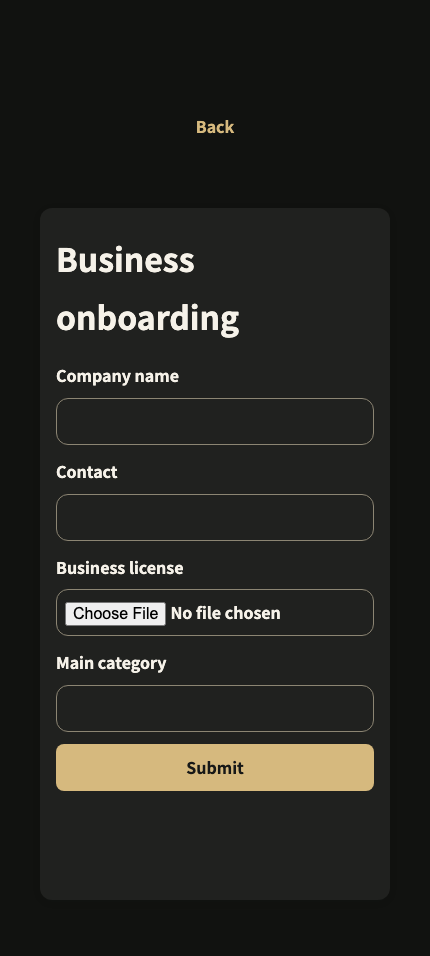 Back
Business
onboarding
Company name
Contact
Business license
Choose File No file chosen
Main category
Submit